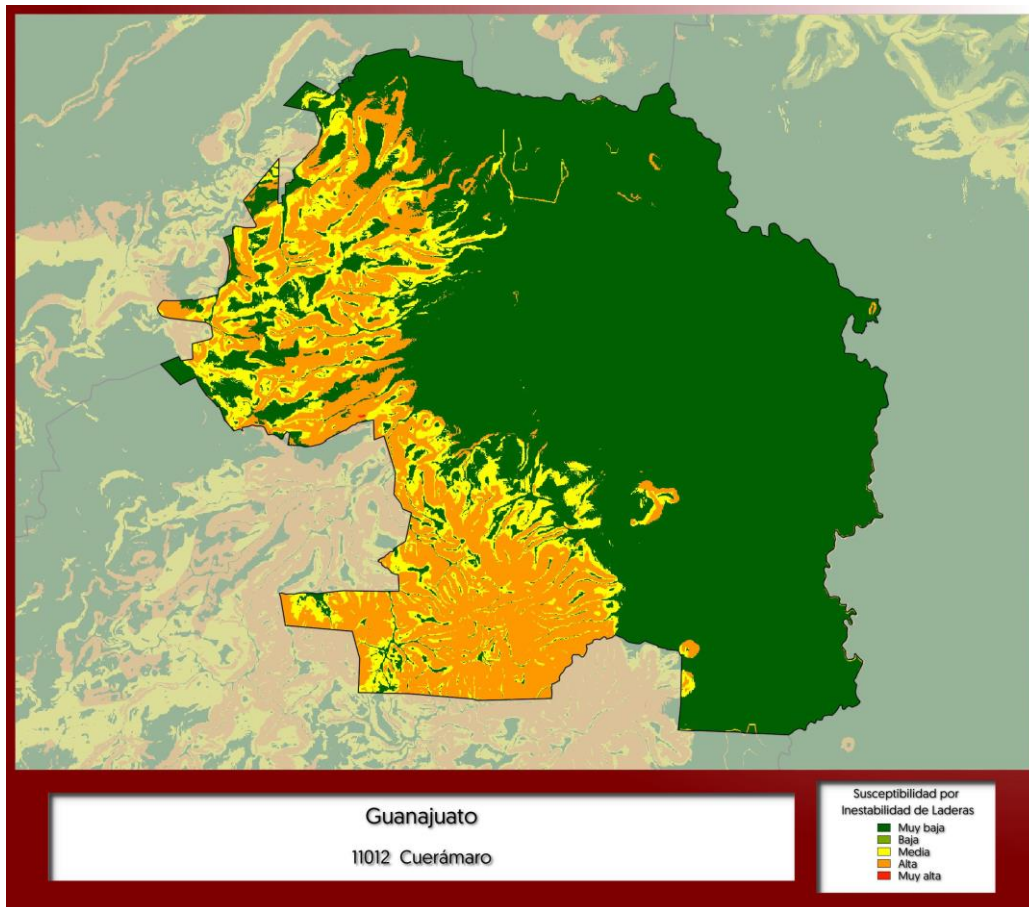 Guanajuato
11012 Cuerámaro
Susceptibilidad por
Inestabilidad de Laderas
Muy baja
Baja
Media
Alta
Muy alta